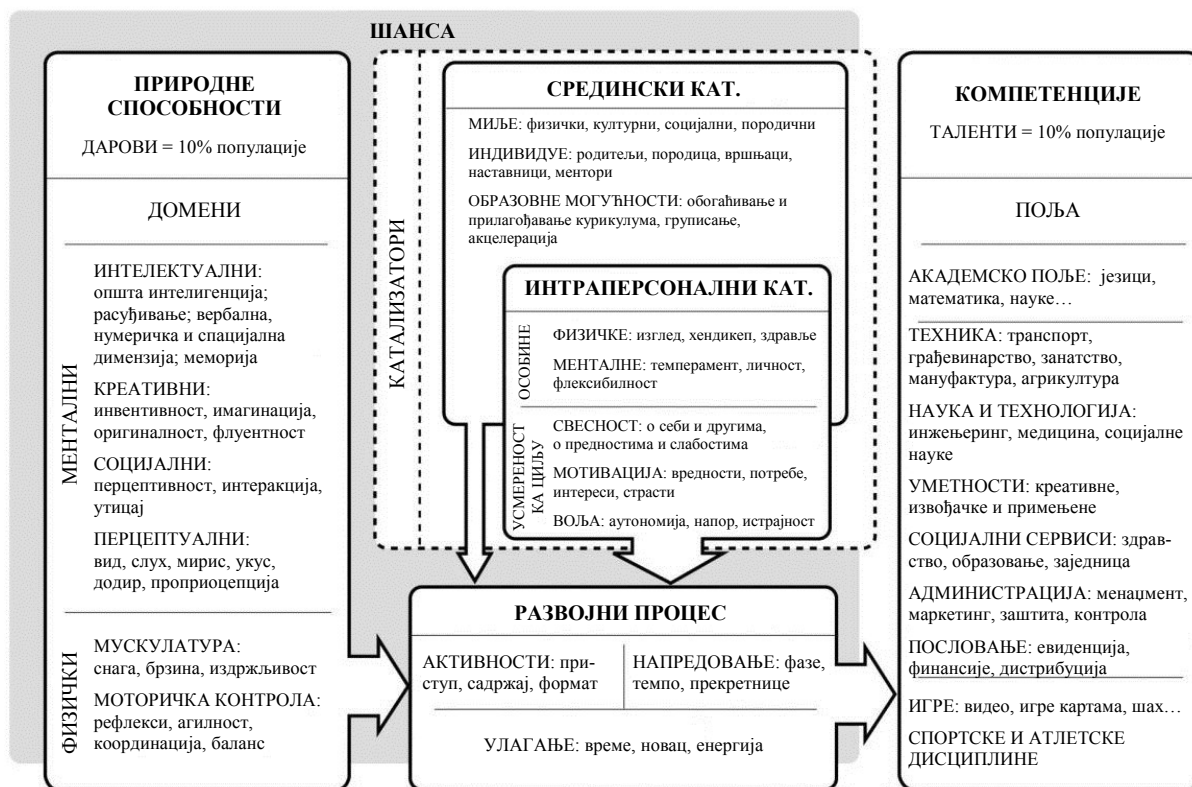 ШАНСА
ПРИРОДНЕ
СПОСОБНОСТИ
ДАРОВИ = 10% популације
ДОМЕНИ
МЕНТАЛНИ
ИНТЕЛЕКТУАЛНИ:
општа интелигенција;
расуђивање; вербална,
нумеричка и спацијална
димензија; меморија
КРЕАТИВНИ:
инвентивност, имагинација,
оригиналност, флуентност
СОЦИЈАЛНИ:
перцептивност, интеракција,
утицај
ПЕРЦЕПТУАЛНИ:
вид, слух, мирис, укус,
додир, проприоцепција
ФИЗИЧКИ
МУСКУЛАТУРА:
снага, брзина, издржљивост
МОТОРИЧКА КОНТРОЛА:
рефлекси, агилност,
координација, баланс
КАТАЛИЗАТОРИ
СРЕДИНСКИ КАТ.
МИЉЕ: физички, културни, социјални, породични
ИНДИВИДУЕ: родитељи, породица, вршњаци,
наставници, ментори
ОБРАЗОВНЕ МОГУЋНОСТИ: обогаћивање и
прилагођавање курикулума, груписање,
акцелерација
ИНТРАПЕРСОНАЛНИ КАТ.
ОСОБИНЕ
ФИЗИЧКЕ: изглед, хендикеп, здравље
МЕНТАЛНЕ: темперамент, личност,
флексибилност
УСМЕРЕНОСТ
КА ЦИЉУ
СВЕСНОСТ: о себи и другима,
о предностима и слабостима
МОТИВАЦИЈА: вредности, потребе,
интереси, страсти
ВОЉА: аутономија, напор, истрајност
РАЗВОЈНИ ПРОЦЕС
АКТИВНОСТИ: при-
ступ, садржај, формат
НАПРЕДОВАЊЕ: фазе,
темпо, прекретнице
УЛАГАЊЕ: време, новац, енергија
КОМПЕТЕНЦИЈЕ
ТАЛЕНТИ = 10% популације
ПОЉА
АКАДЕМСКО ПОЉЕ: језици,
математика, науке…
ТЕХНИКА: транспорт,
грађевинарство, занатство,
мануфактура, агрикултура
НАУКА И ТЕХНОЛОГИЈА:
инжењеринг, медицина, социјалне
науке
УМЕТНОСТИ: креативне,
извођачке и примењене
СОЦИЈАЛНИ СЕРВИСИ: здрав-
ство, образовање, заједница
АДМИНИСТРАЦИЈА: менаџмент,
маркетинг, заштита, контрола
ПОСЛОВАЊЕ: евиденција,
финансије, дистрибуција
ИГРЕ: видео, игре картама, шах…
СПОРТСКЕ И АТЛЕТСКЕ
ДИСЦИПЛИНЕ